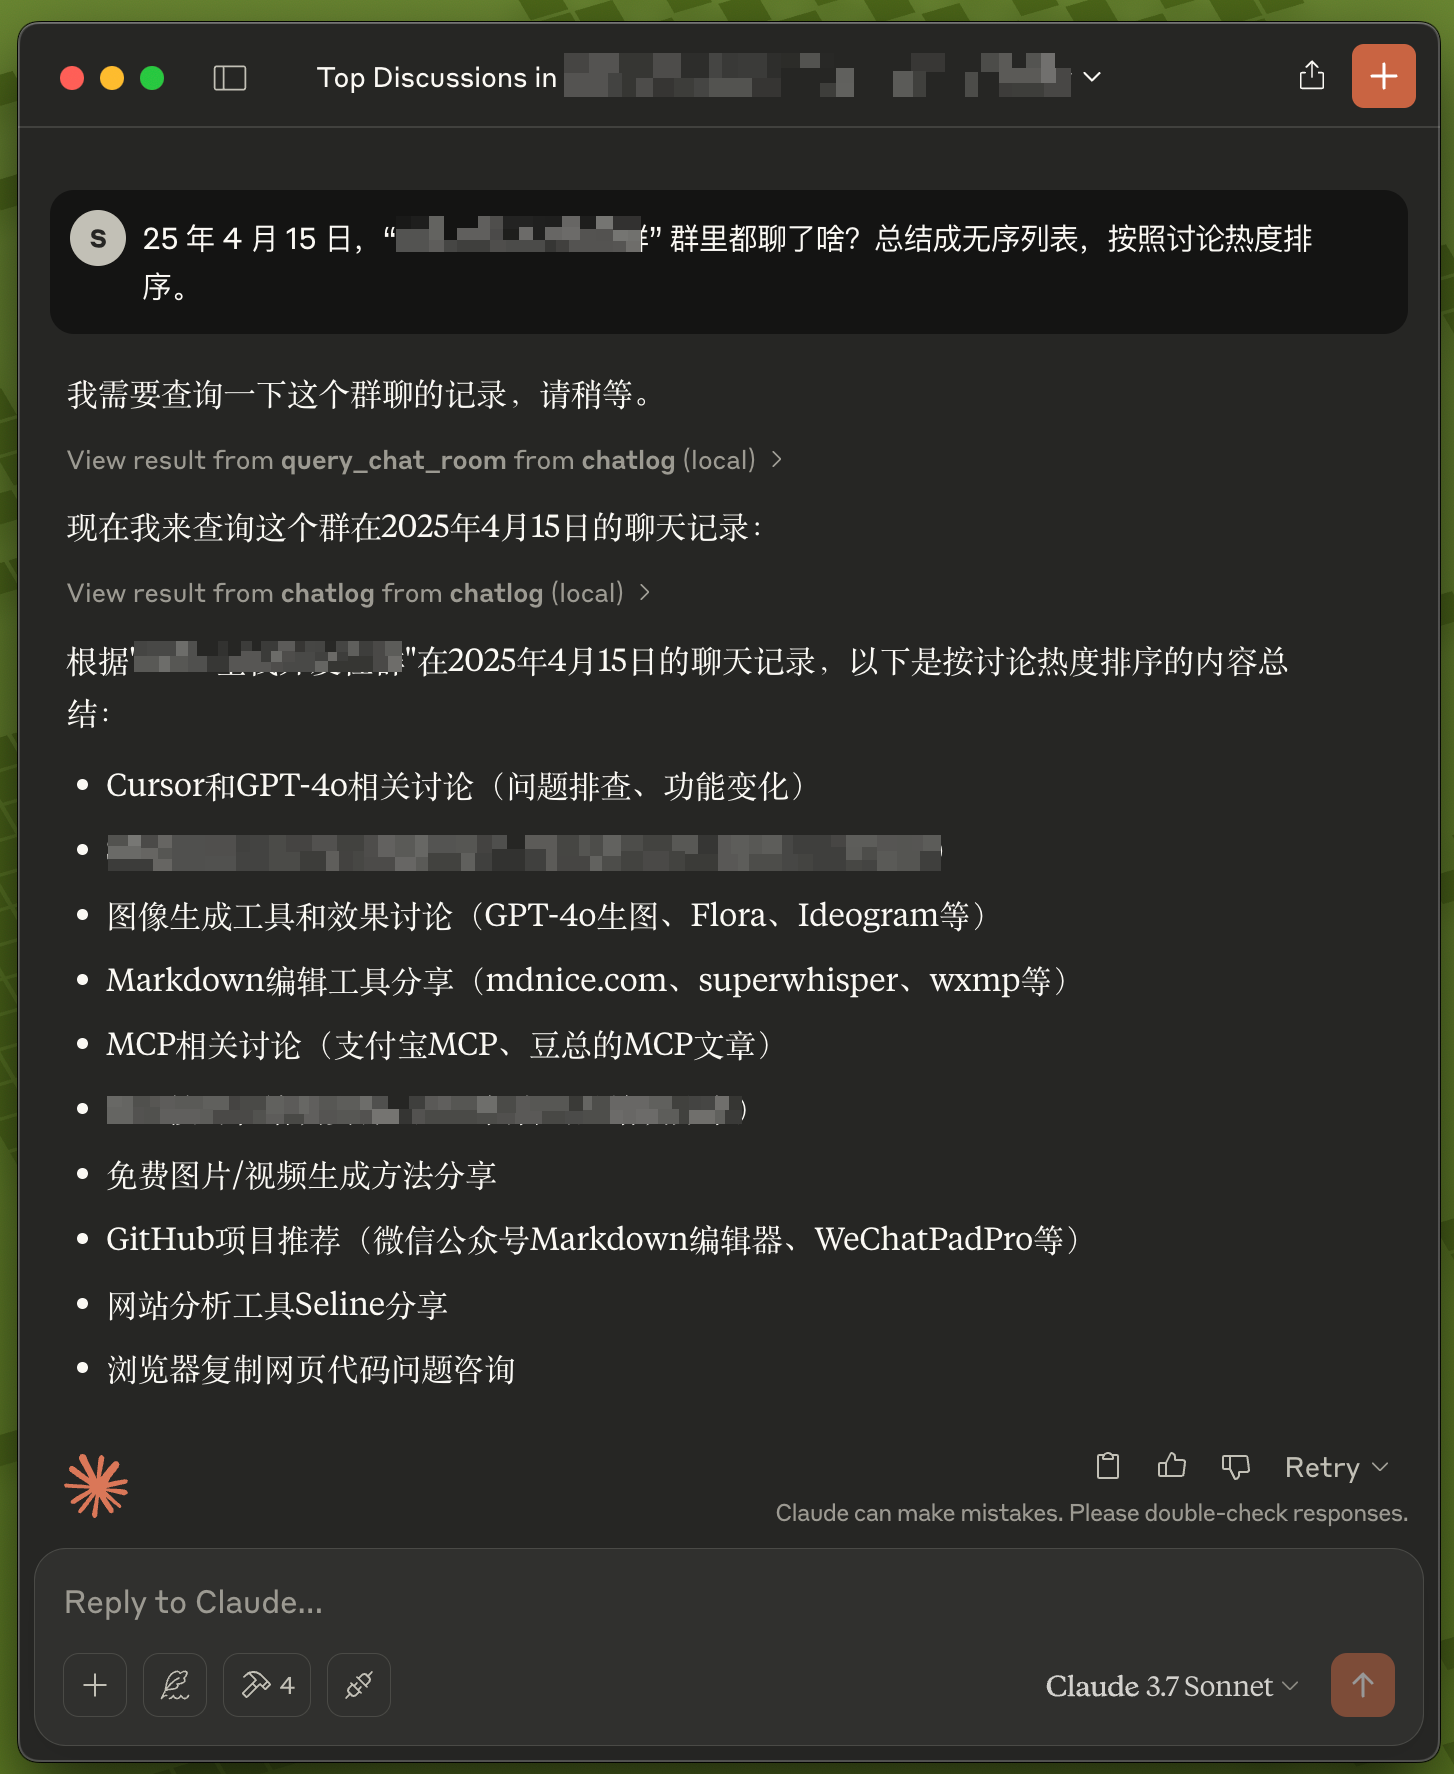 Top Discussions in
S
25 年 4 月 15 日，“群” 群里都聊了啥？总结成无序列表，按照讨论热度排
序。
我需要查询一下这个群聊的记录，请稍等。
View result from query_chat_room from chatlog (local)
现在我来查询这个群在2025年4月15日的聊天记录：
View result from chatlog from chatlog (local)
根据""在2025年4月15日的聊天记录，以下是按讨论热度排序的内容总
结：
• Cursor和GPT-4o相关讨论（问题排查、功能变化）
• 图像生成工具和效果讨论（GPT-4o生图、Flora、Ideogram等）
• Markdown编辑工具分享（mdnice.com、superwhisper、wxmp等）
• MCP相关讨论（支付宝MCP、豆总的MCP文章）
• 免费图片/视频生成方法分享
• GitHub项目推荐（微信公众号Markdown编辑器、WeChatPadPro等）
• 网站分析工具Seline分享
• 浏览器复制网页代码问题咨询
Retry
Claude can make mistakes. Please double-check responses.
Reply to Claude...
4
Claude 3.7 Sonnet